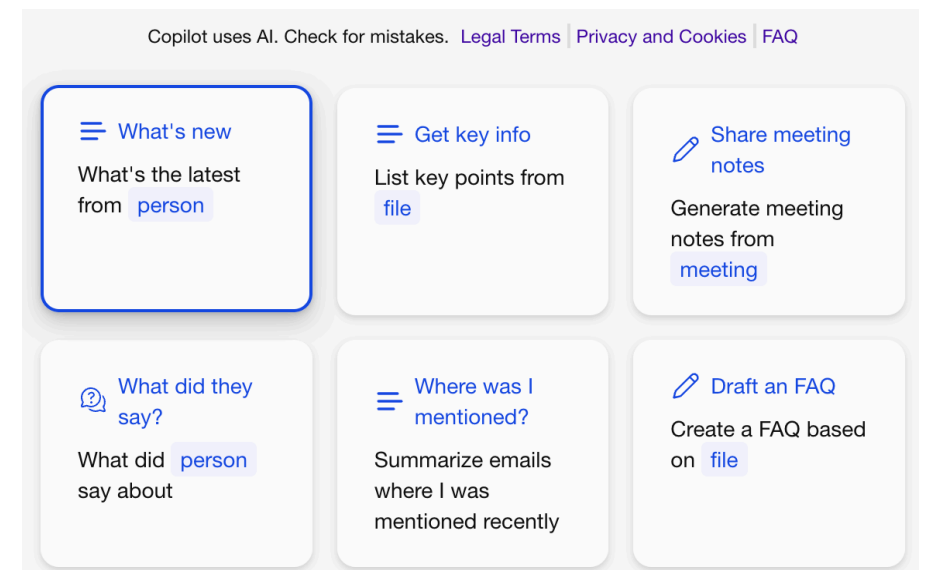 Copilot uses AI. Check for mistakes. Legal Terms Privacy and Cookies FAQ
What's new
What's the latest
from person
Get key info
List key points from
file
Share meeting
notes
Generate meeting
notes from
meeting
What did they
say?
What did person
say about
Where was I
mentioned?
Summarize emails
where I was
mentioned recently
Draft an FAQ
Create a FAQ based
on file